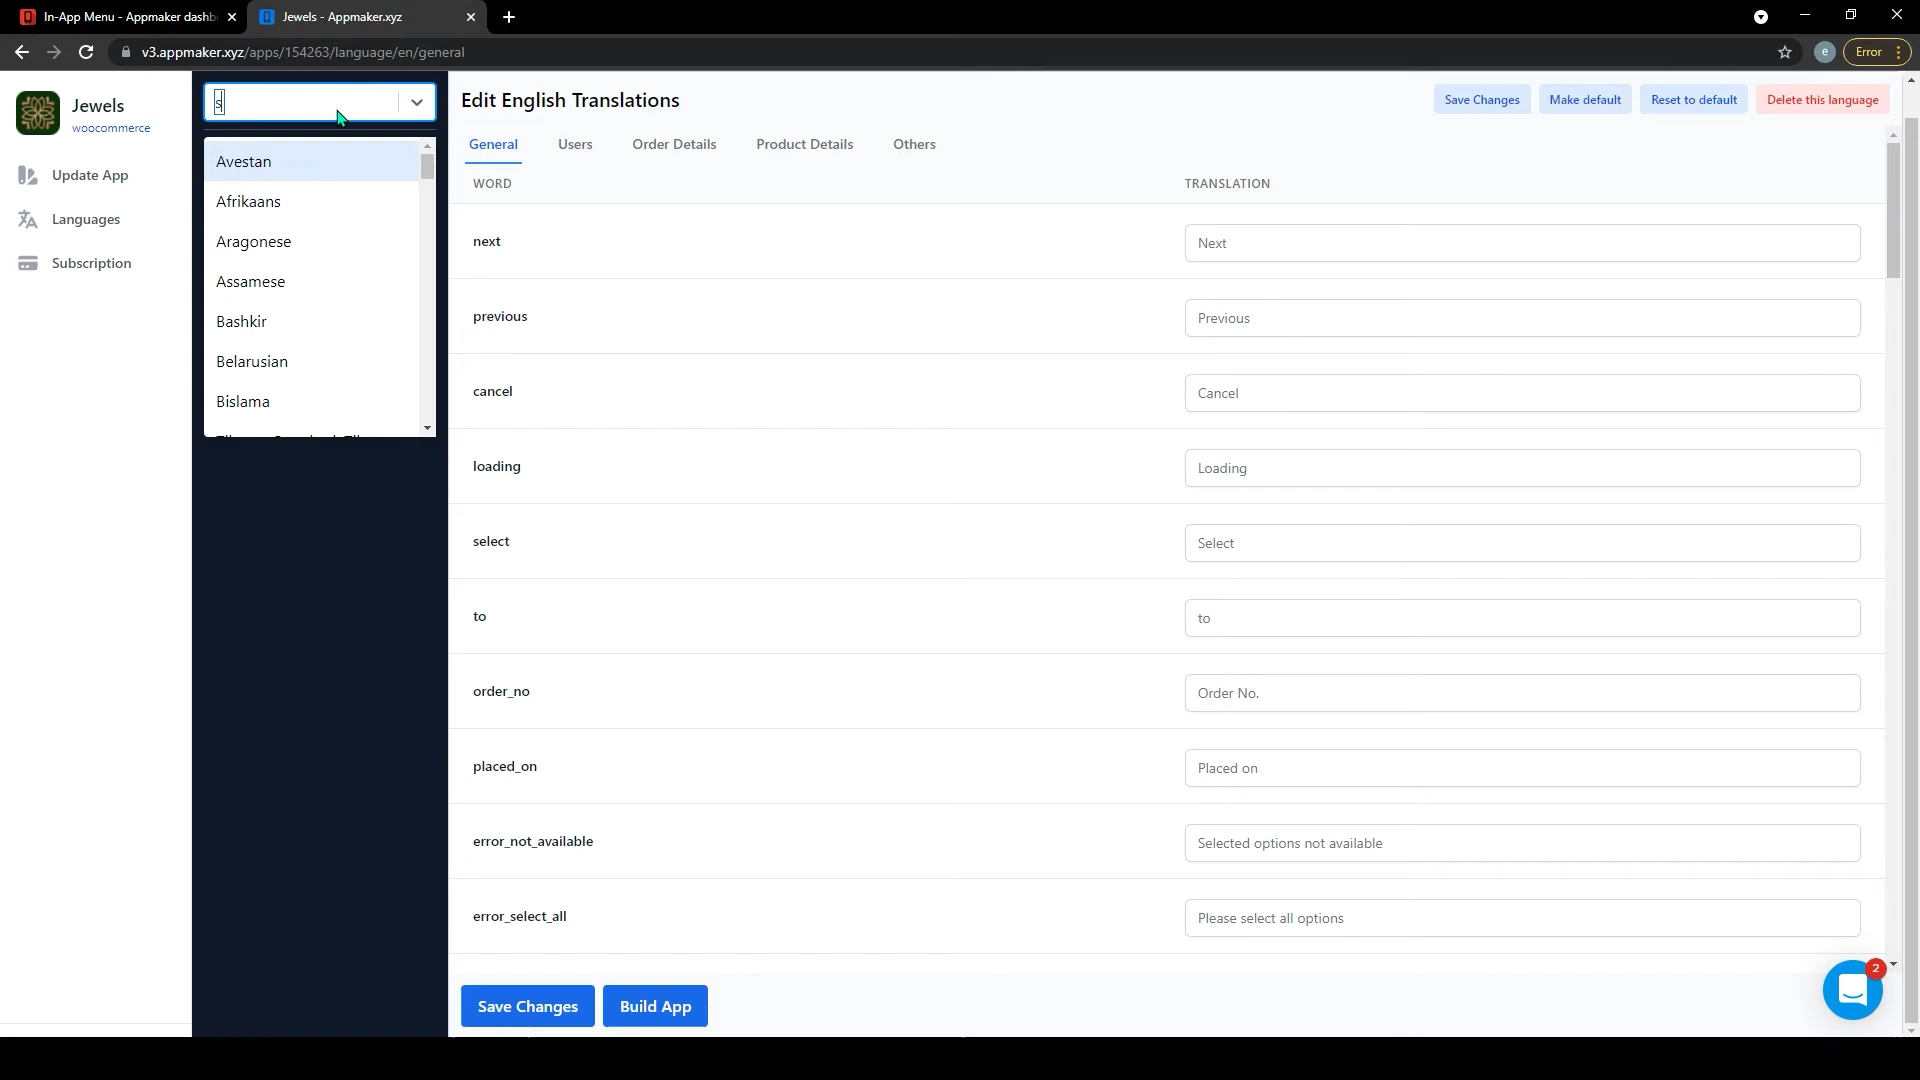 In-App Menu - Appmaker dashb
Jewels - Appmaker.xyz
v3.appmaker.xyz/apps/154263/language/en/general
e
Error
Jewels
woocommerce
Update App
Languages
Subscription
s
Avestan
Afrikaans
Aragonese
Assamese
Bashkir
Belarusian
Bislama
Edit English Translations
Save Changes
Make default
Reset to default
Delete this language
General
Users
Order Details
Product Details
Others
WORD
TRANSLATION
next
Next
previous
Previous
cancel
Cancel
loading
Loading
select
Select
to
to
order_no
Order No.
placed_on
Placed on
error_not_available
Selected options not available
error_select_all
Please select all options
2
Save Changes
Build App